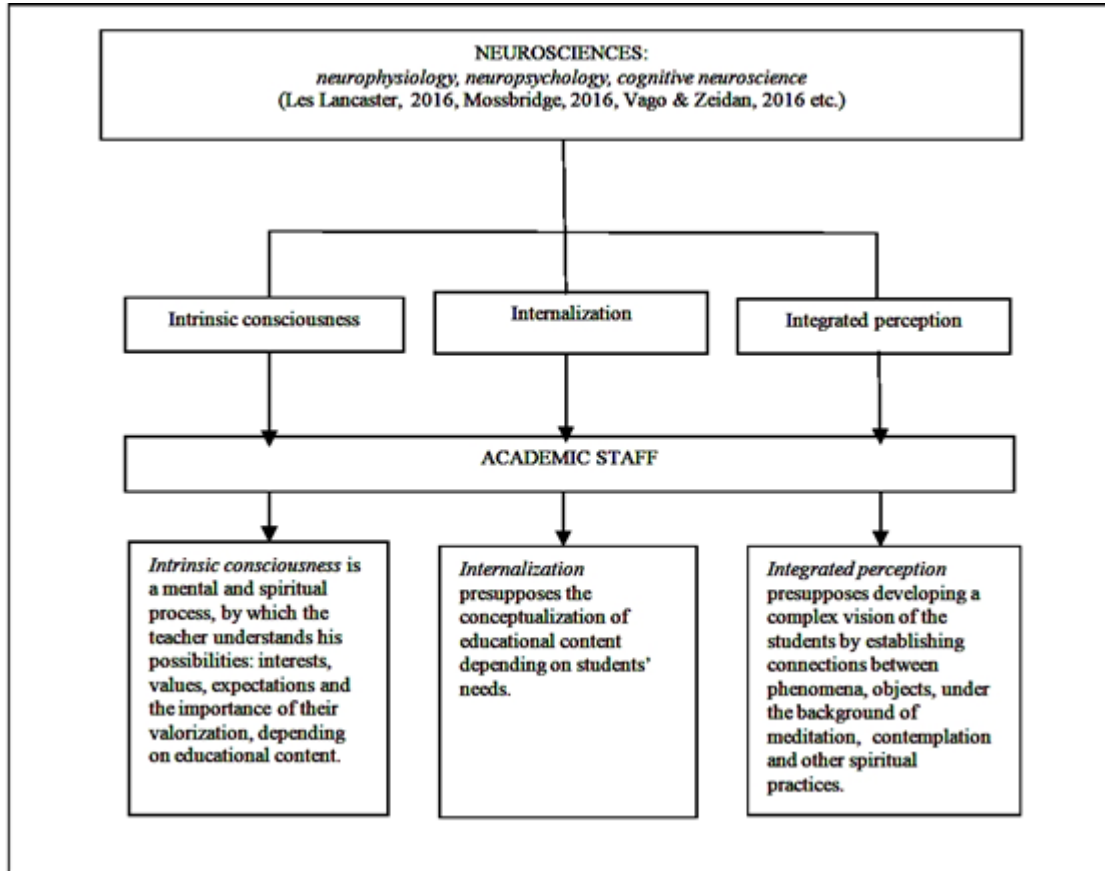 NEUROSCIENCES:
neurophysiology, neuropsychology, cognitive neuroscience
(Les Lancaster, 2016, Mossbridge, 2016, Vago & Zeidan, 2016 etc.)
Intrinsic consciousness
Internalization
Integrated perception
ACADEMIC STAFF
Intrinsic consciousness is
a mental and spiritual
process, by which the
teacher understands his
possibilities: interests,
values, expectations and
the importance of their
valorization, depending
on educational content.
Internalization
presupposes the
conceptualization of
educational content
depending on students'
needs.
Integrated perception
presupposes developing a
complex vision of the
students by establishing
connections between
phenomena, objects, under
the background of
meditation, contemplation
and other spiritual
practices.